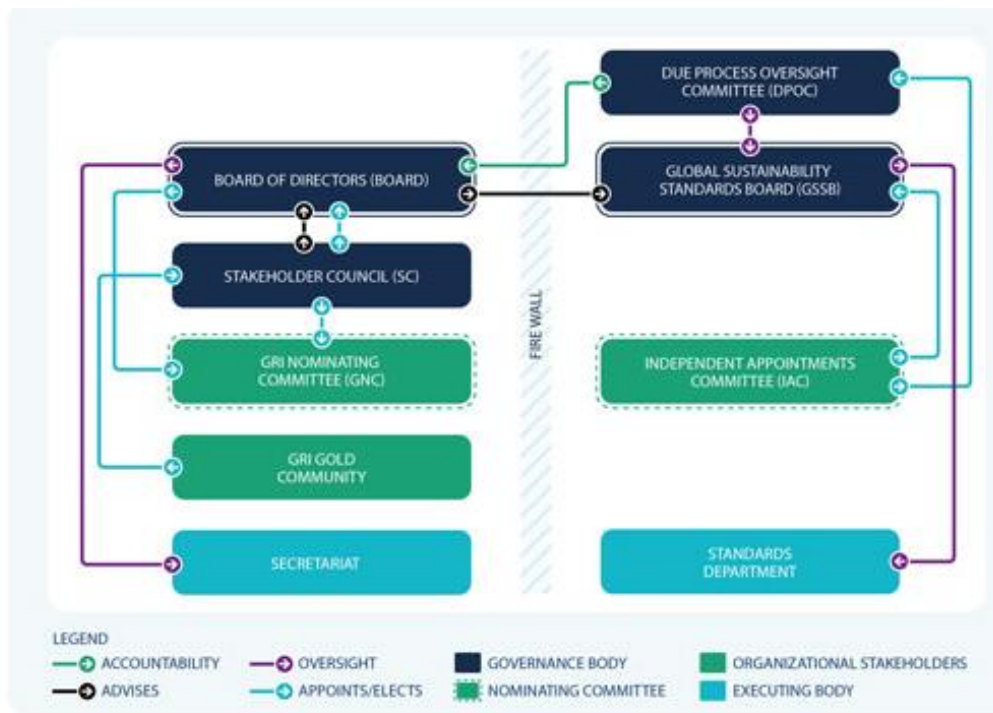 DUE PROCESS OVERSIGHT
COMMITTEE (DPOC)
BOARD OF DIRECTORS (BOARD)
GLOBAL SUSTAINABILITY
STANDARDS BOARD (GSSB)
STAKEHOLDER COUNCIL (SC)
FIRE WALL
GRI NOMINATING
COMMITTEE (GNC)
INDEPENDENT APPOINTMENTS
COMMITTEE (IAC)
GRI GOLD
COMMUNITY
SECRETARIAT
STANDARDS
DEPARTMENT
LEGEND
ACCOUNTABILITY
OVERSIGHT
GOVERNANCE BODY
ORGANIZATIONAL STAKEHOLDERS
ADVISES
APPOINTS/ELECTS
NOMINATING COMMITTEE
EXECUTING BODY